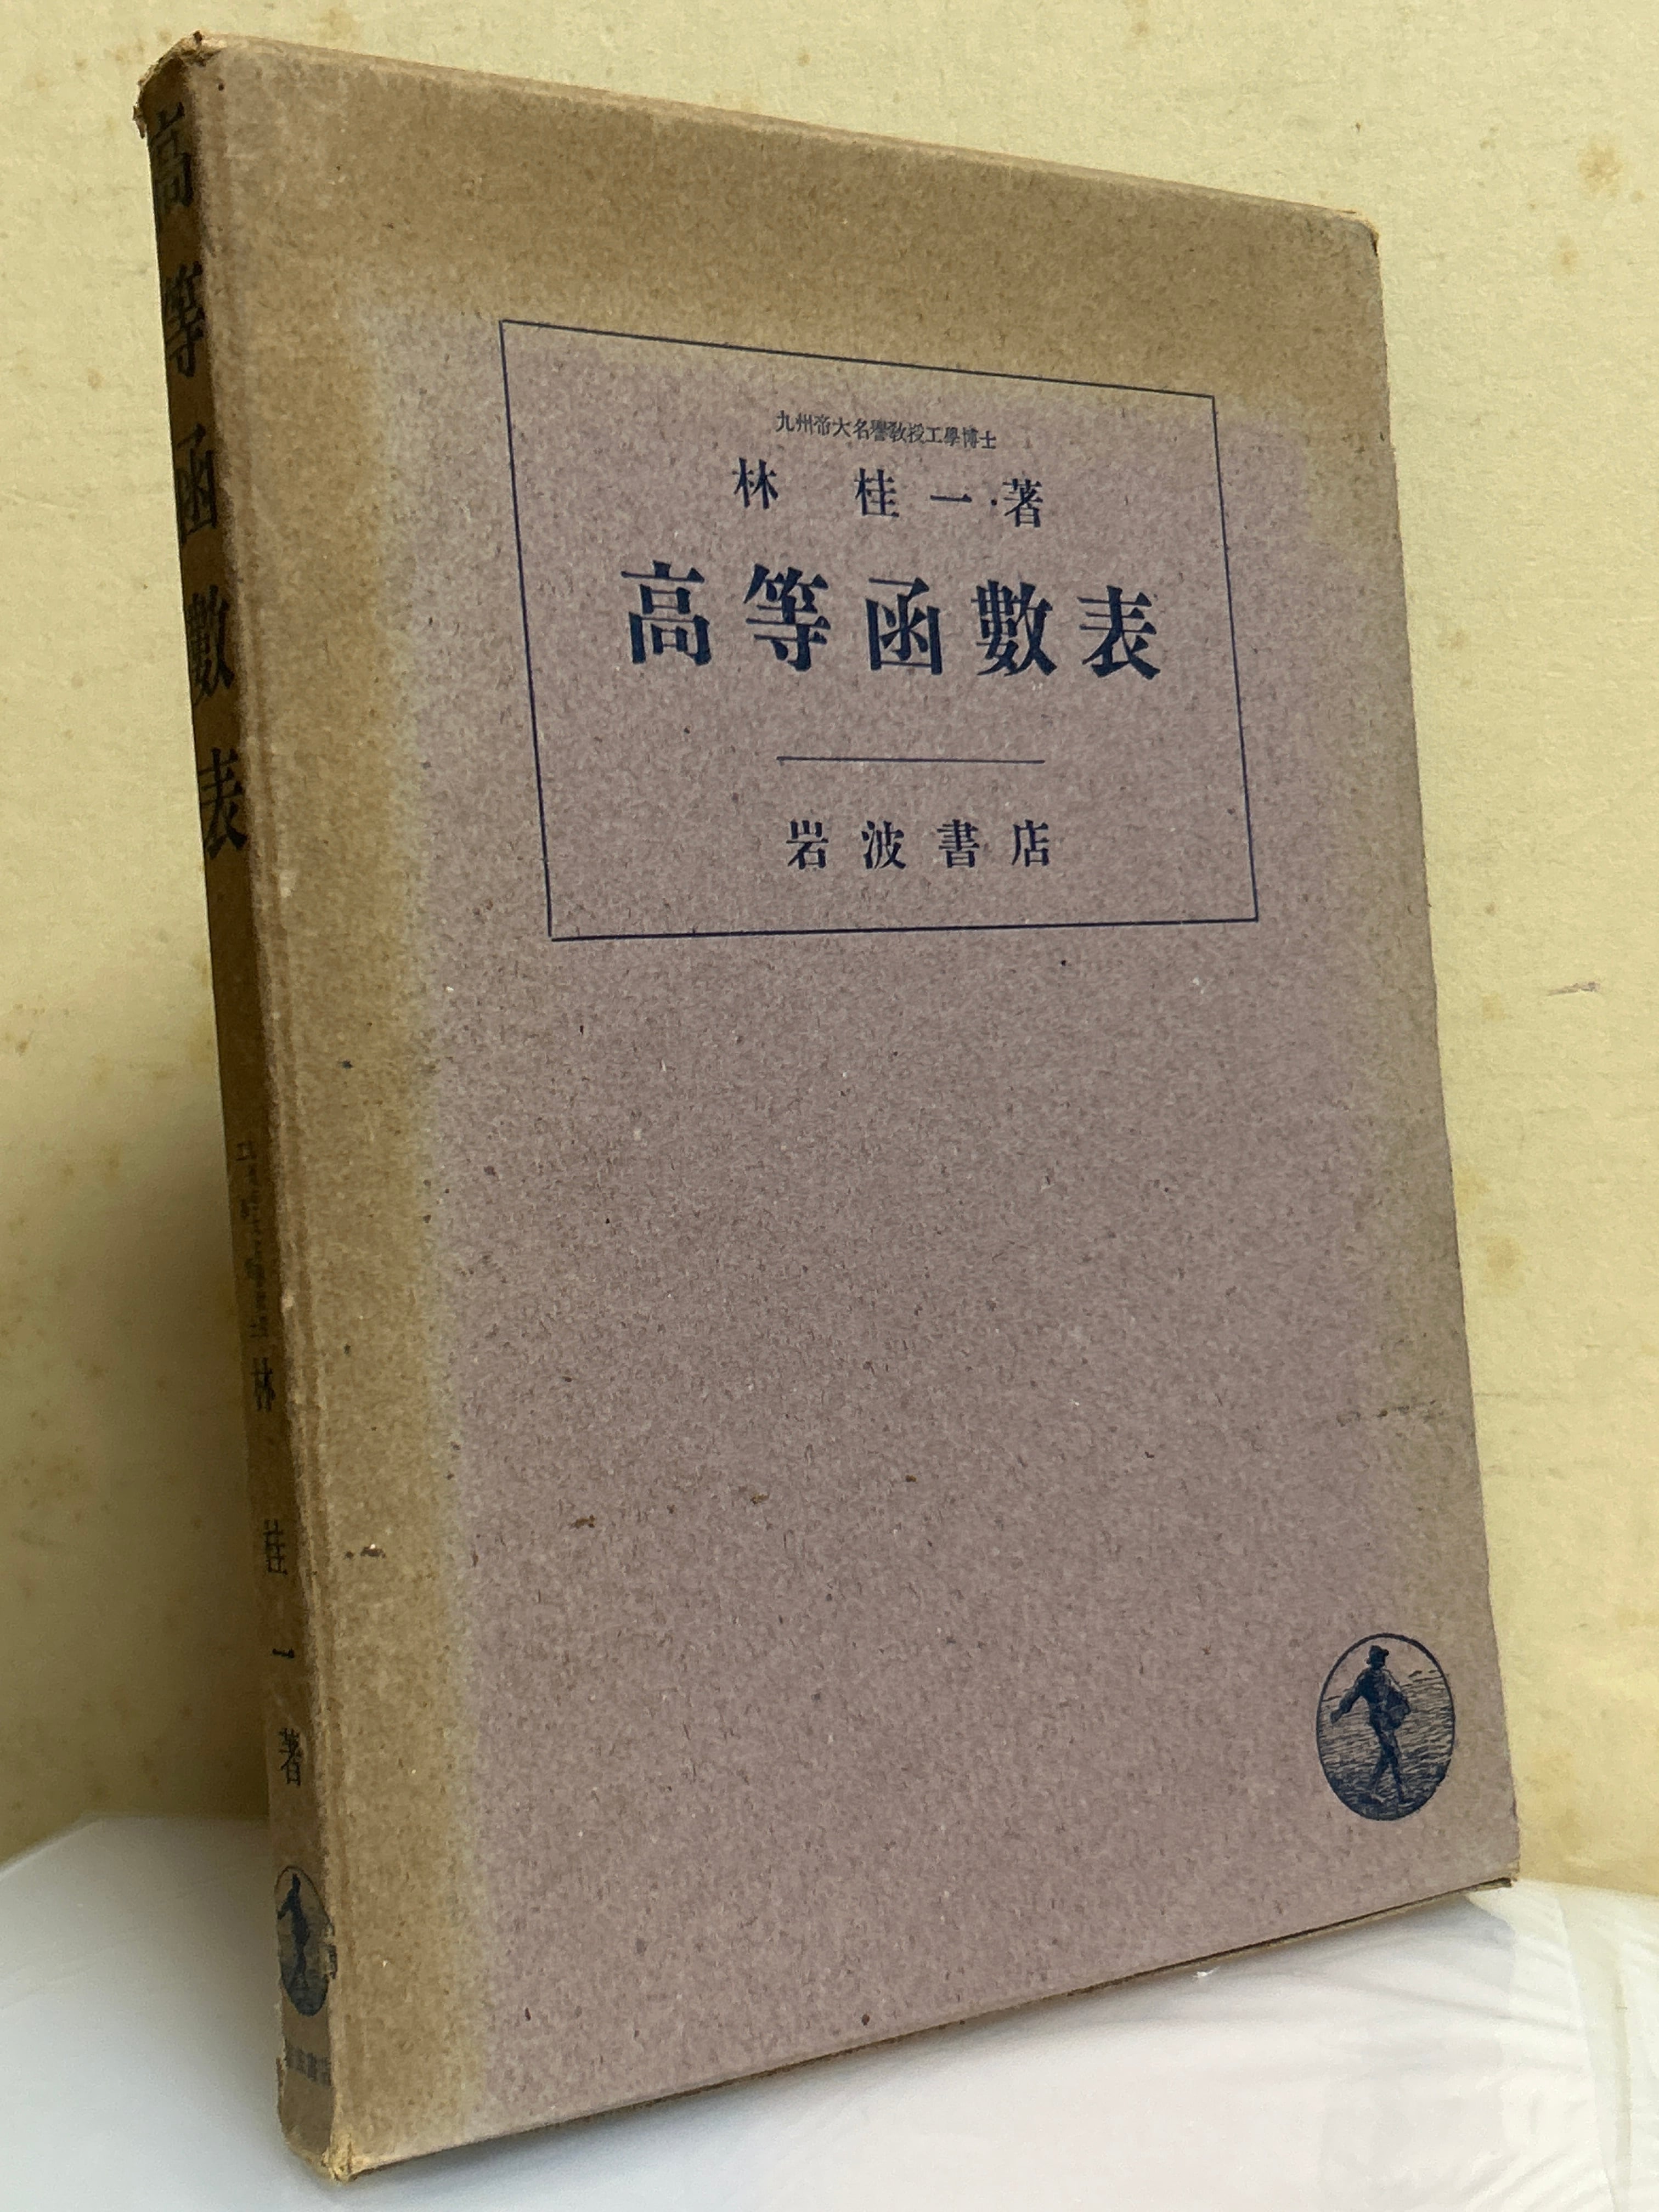 九州帝大名譽教授工學博士
林 桂一・著
高等函數表
岩波書店
高等函數表
林 桂一 著